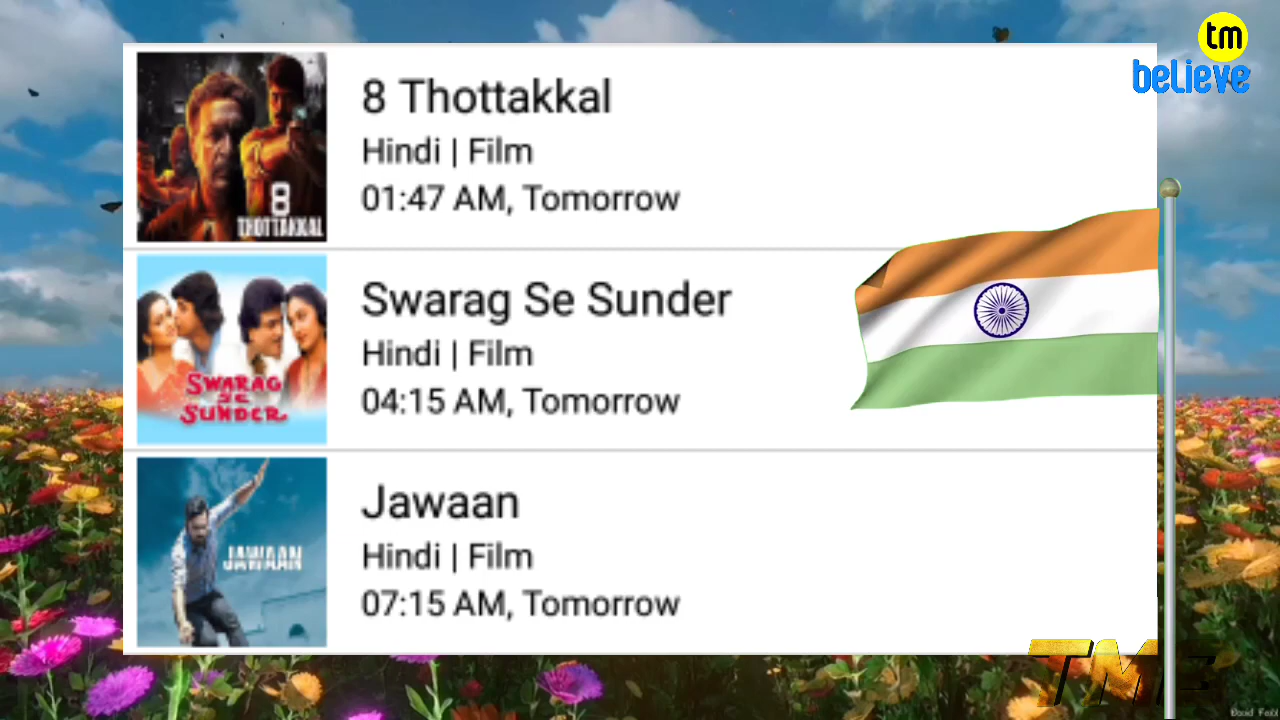 tm
believe
8 Thottakkal
Hindi | Film
01:47 AM, Tomorrow
8
THOTTAKKAL
Swarag Se Sunder
Hindi | Film
04:15 AM, Tomorrow
SWARAG
SE
SUNDER
Jawaan
Hindi | Film
07:15 AM, Tomorrow
JAWAAN
TME